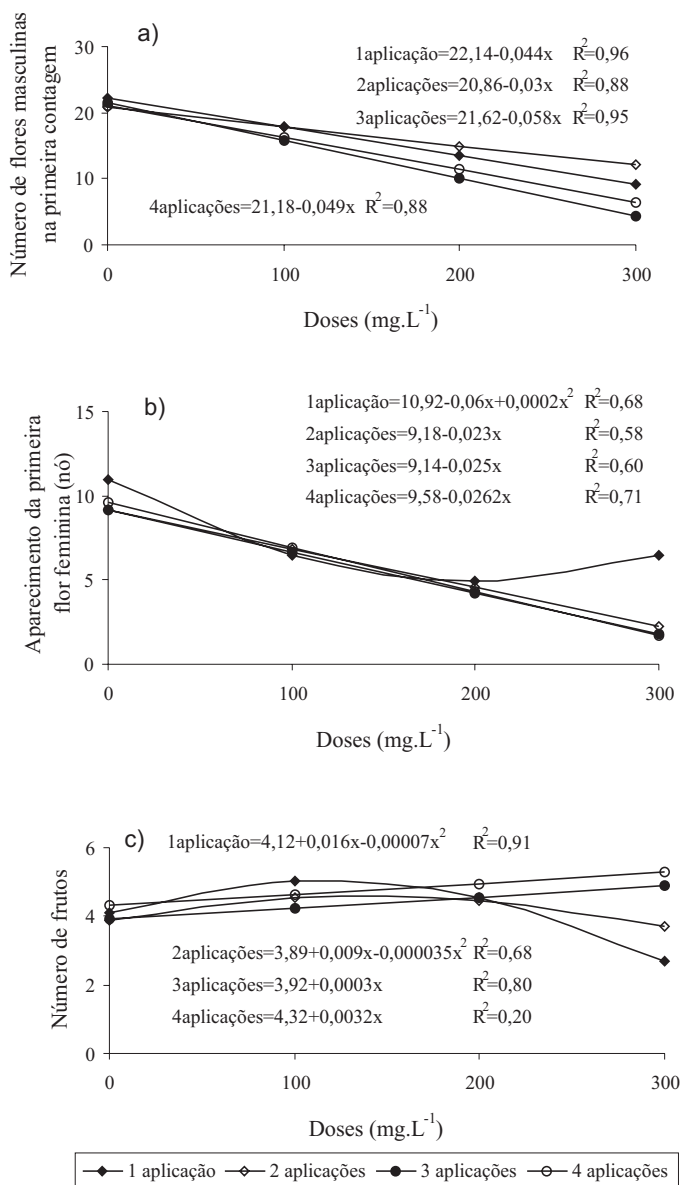 a)
1aplicação=22,14-0,044x R²=0,96
2aplicações=20,86-0,03x R²=0,88
3aplicações=21,62-0,058x R²=0,95
4aplicações=21,18-0,049x R²=0,88
Número de flores masculinas
na primeira contagem
30
20
10
0
0 100 200 300
Doses (mg.L⁻¹)
b)
1aplicação=10,92-0,06x+0,0002x² R²=0,68
2aplicações=9,18-0,023x R²=0,58
3aplicações=9,14-0,025x R²=0,60
4aplicações=9,58-0,0262x R²=0,71
Aparecimento da primeira
flor feminina (nó)
15
10
5
0
0 100 200 300
Doses (mg.L⁻¹)
c)
1aplicação=4,12+0,016x-0,00007x² R²=0,91
2aplicações=3,89+0,009x-0,000035x² R²=0,68
3aplicações=3,92+0,0003x R²=0,80
4aplicações=4,32+0,0032x R²=0,20
Número de frutos
6
4
2
0
0 100 200 300
Doses (mg.L⁻¹)
1 aplicação 2 aplicações 3 aplicações 4 aplicações